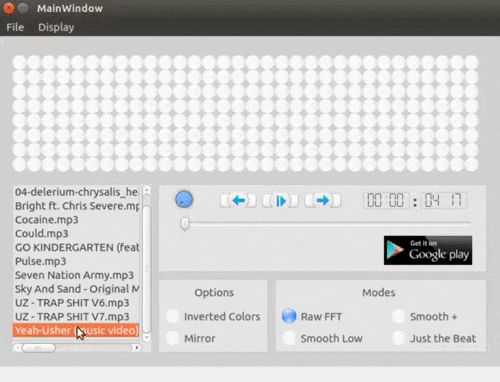 MainWindow
File Display
04-delerium-chrysalis_he
Bright ft. Chris Severe.mp
Cocaine.mp3
Could.mp3
GO KINDERGARTEN (feat
Pulse.mp3
Seven Nation Army.mp3
Sky And Sand - Original M
UZ - TRAP SHIT V6.mp3
UZ - TRAP SHIT V7.mp3
Yeah-Usher (music video)
00:00 : 04 17
Get it on
Google play
Options
Inverted Colors
Mirror
Modes
Raw FFT
Smooth +
Smooth Low
Just the Beat